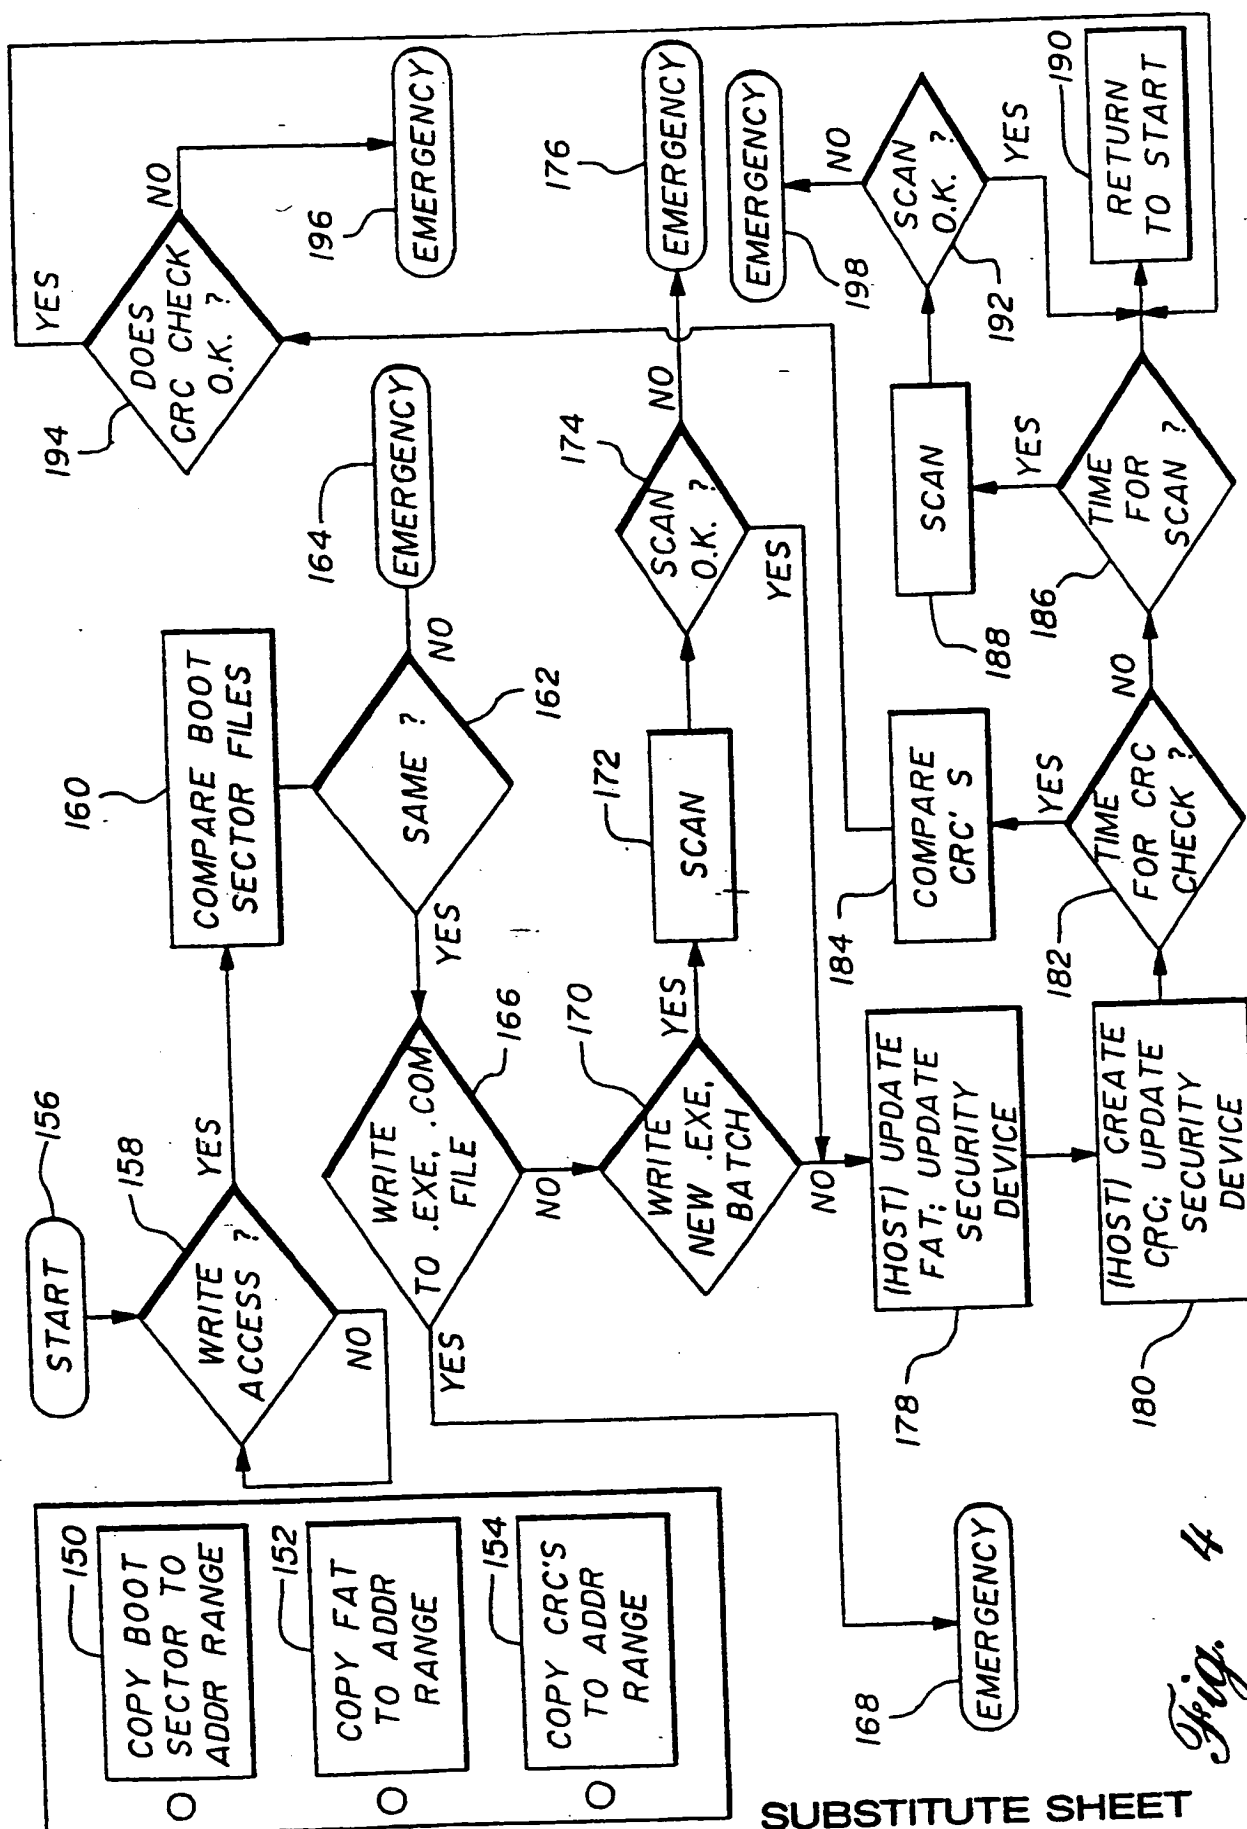 150
COPY BOOT
SECTOR TO
ADDR RANGE
152
COPY FAT
TO ADDR
RANGE
154
COPY CRC'S
TO ADDR
RANGE
156
START
158
WRITE
ACCESS ?
YES
NO
160
COMPARE BOOT
SECTOR FILES
162
SAME ?
NO
YES
164
EMERGENCY
166
WRITE
TO .EXE, .COM
FILE
YES
NO
168
EMERGENCY
170
WRITE
NEW .EXE,
BATCH
YES
NO
172
SCAN
174
SCAN
O.K. ?
NO
YES
176
EMERGENCY
178
(HOST) UPDATE
FAT; UPDATE
SECURITY
DEVICE
180
(HOST) CREATE
CRC; UPDATE
SECURITY
DEVICE
182
TIME
FOR CRC
CHECK ?
YES
NO
184
COMPARE
CRC'S
186
TIME
FOR
SCAN ?
YES
188
SCAN
190
RETURN
TO START
192
SCAN
O.K. ?
NO
YES
194
DOES
CRC CHECK
O.K. ?
YES
NO
196
EMERGENCY
198
EMERGENCY
Fig. 4
SUBSTITUTE SHEET